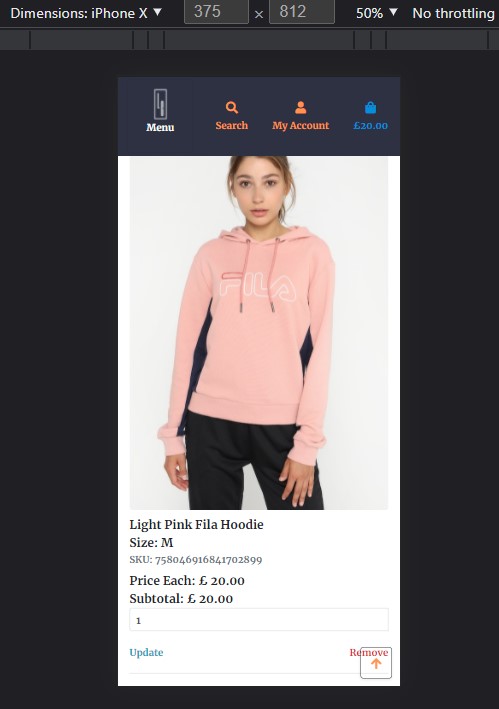 Dimensions: iPhone X ▼ 375 × 812 50% ▼ No throttling
Menu Search My Account £20.00
FILA
Light Pink Fila Hoodie
Size: M
SKU: 758046916841702899
Price Each: £ 20.00
Subtotal: £ 20.00
1
Update Remove